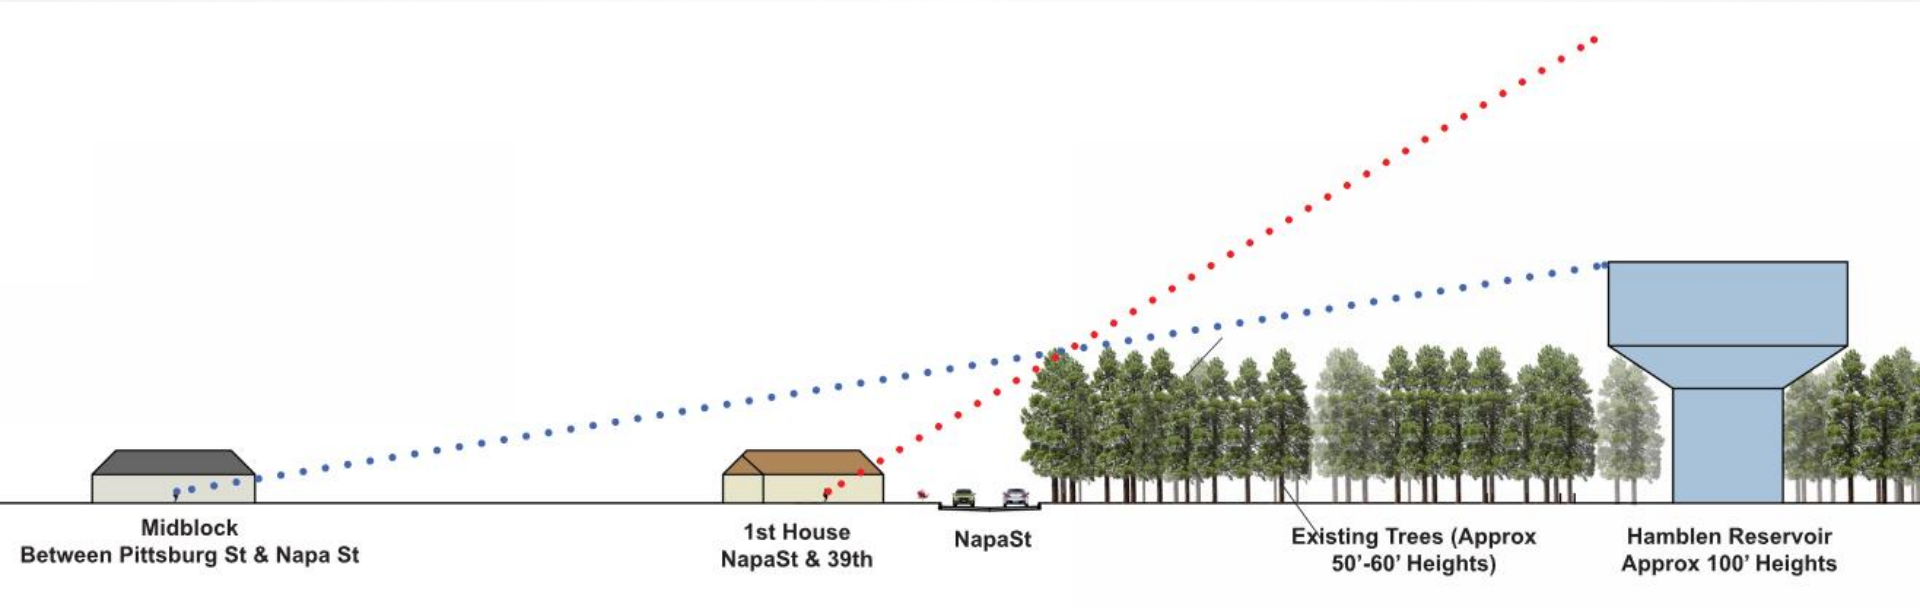 Midblock
Between Pittsburg St & Napa St
1st House
NapaSt & 39th
NapaSt
Existing Trees (Approx
50’-60’ Heights)
Hamblen Reservoir
Approx 100’ Heights